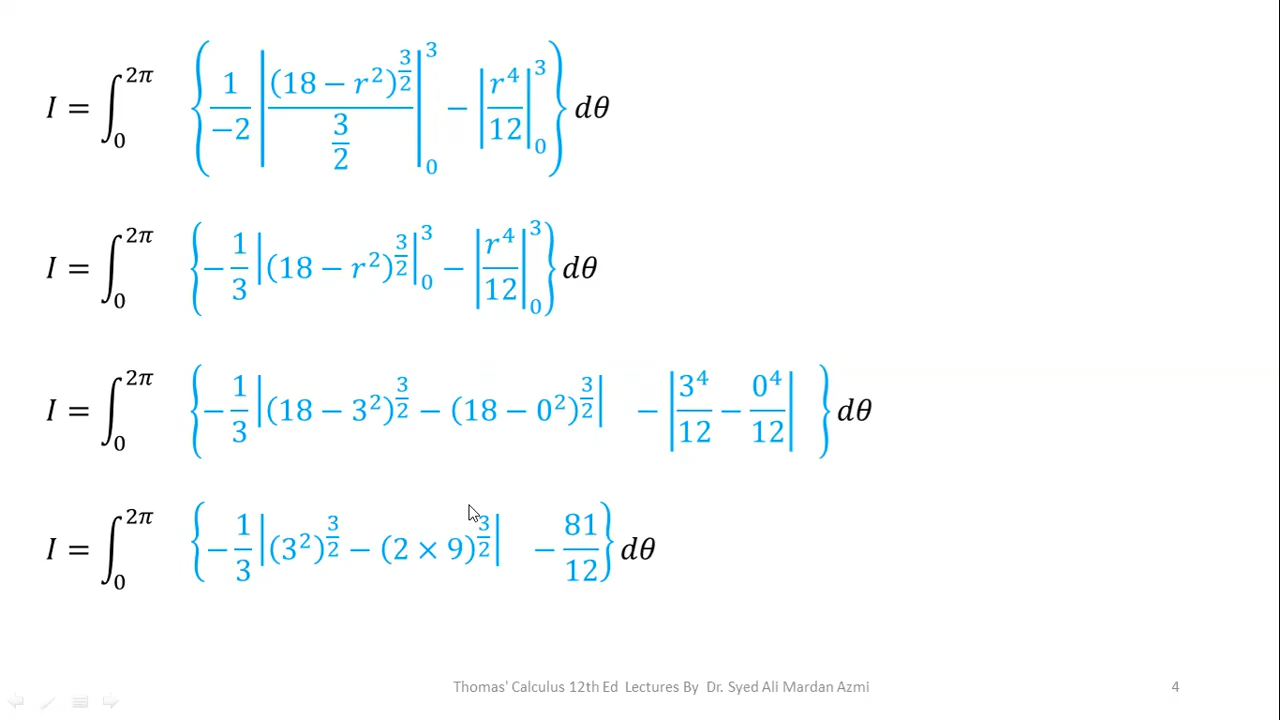 I = ∫₀^{2π} { 1/−2 |(18 − r²)^{3/2} / (3/2)|₀³ − |r⁴/12|₀³ } dθ
I = ∫₀^{2π} { −1/3 |(18 − r²)^{3/2}|₀³ − |r⁴/12|₀³ } dθ
I = ∫₀^{2π} { −1/3 |(18 − 3²)^{3/2} − (18 − 0²)^{3/2}| − |3⁴/12 − 0⁴/12| } dθ
I = ∫₀^{2π} { −1/3 |(3²)^{3/2} − (2 × 9)^{3/2}| − 81/12 } dθ
Thomas' Calculus 12th Ed Lectures By Dr. Syed Ali Mardan Azmi
4